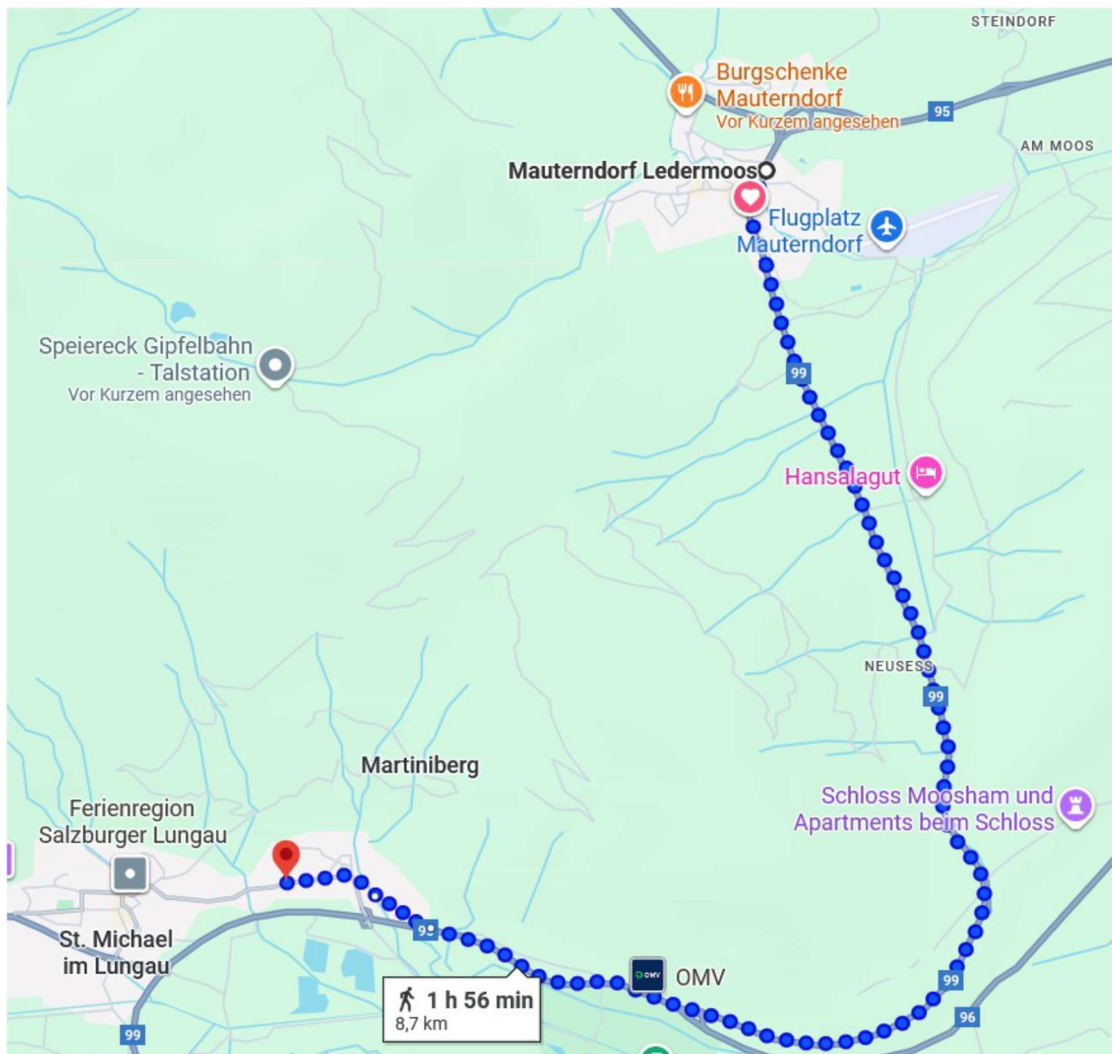 STEINDORF
Burgschenke
Mauterndorf
Vor Kurzem angesehen
95
AM MOOS
Mauterndorf Ledermoos
Flugplatz
Mauterndorf
Speiereck Gipfelbahn
- Talstation
Vor Kurzem angesehen
99
Hansalagut
NEUSESS
99
Martiniberg
Schloss Moosham und
Apartments beim Schloss
Ferienregion
Salzburger Lungau
St. Michael
im Lungau
OMV
OMV
1 h 56 min
8,7 km
99
96
99